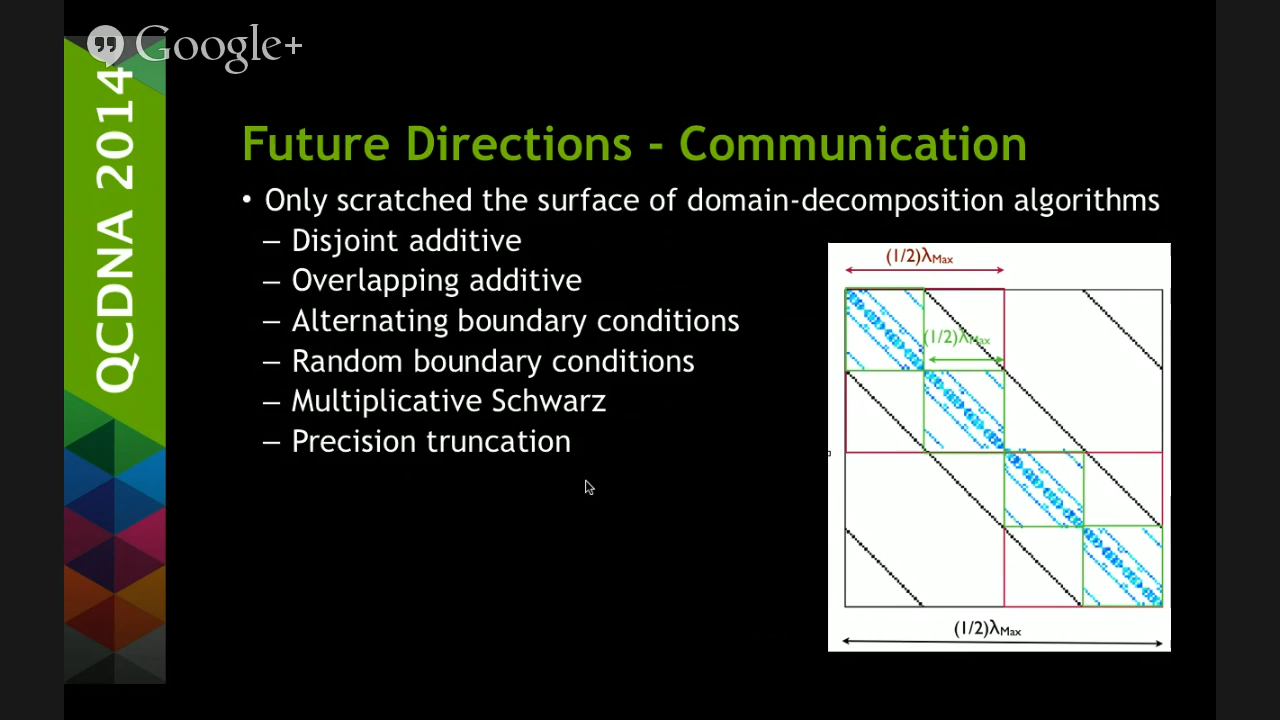 Google+
QCDNA 2014
Future Directions - Communication
• Only scratched the surface of domain-decomposition algorithms
– Disjoint additive
– Overlapping additive
– Alternating boundary conditions
– Random boundary conditions
– Multiplicative Schwarz
– Precision truncation
(1/2)λMax
(1/2)λMax
(1/2)λMax